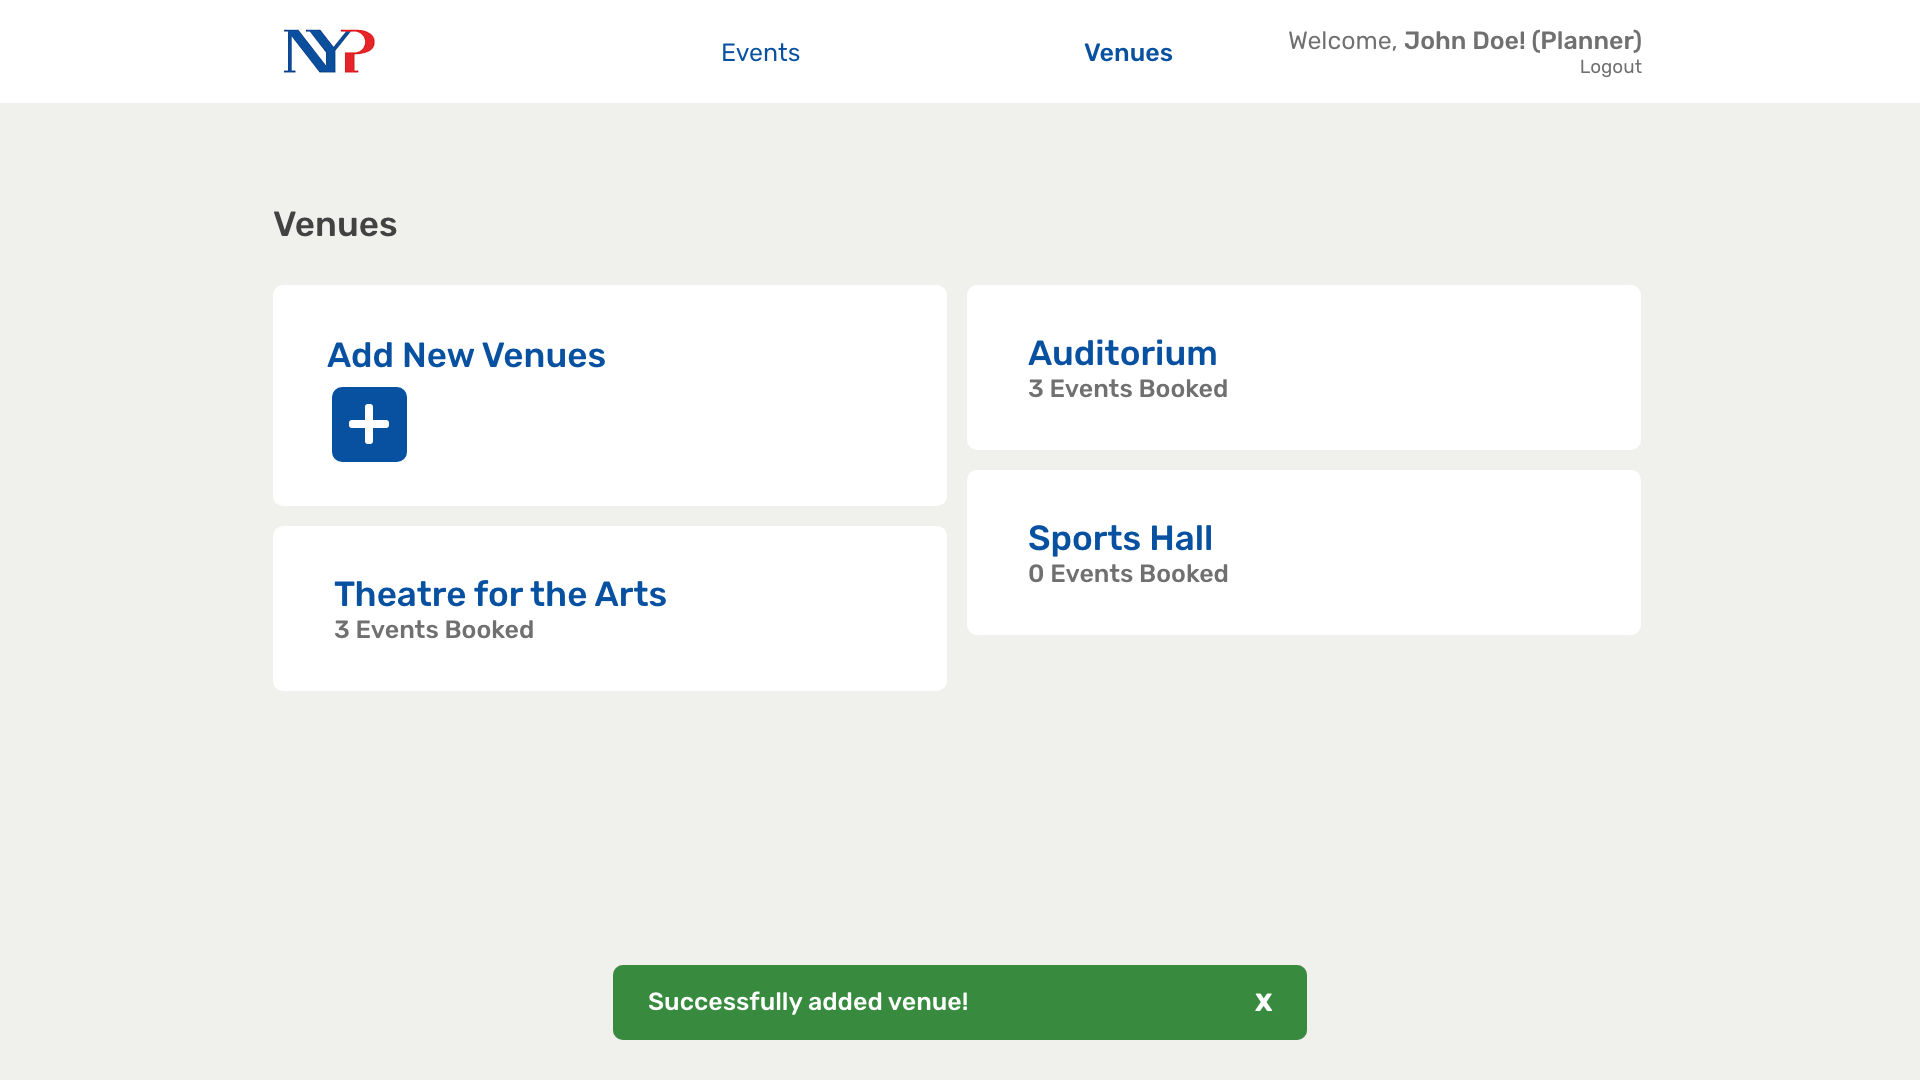 NYP
Events
Venues
Welcome, John Doe! (Planner)
Logout
Venues
Add New Venues
Auditorium
3 Events Booked
Theatre for the Arts
3 Events Booked
Sports Hall
0 Events Booked
Successfully added venue!
X